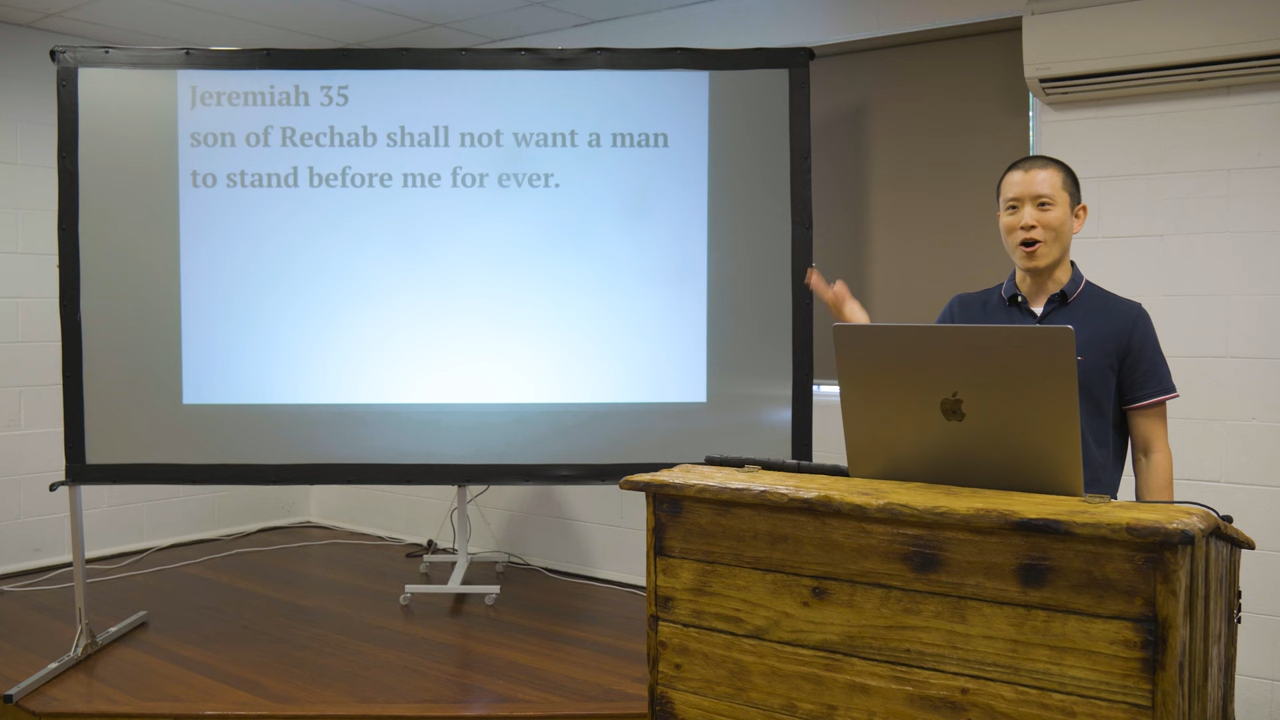 Jeremiah 35
son of Rechab shall not want a man
to stand before me for ever.